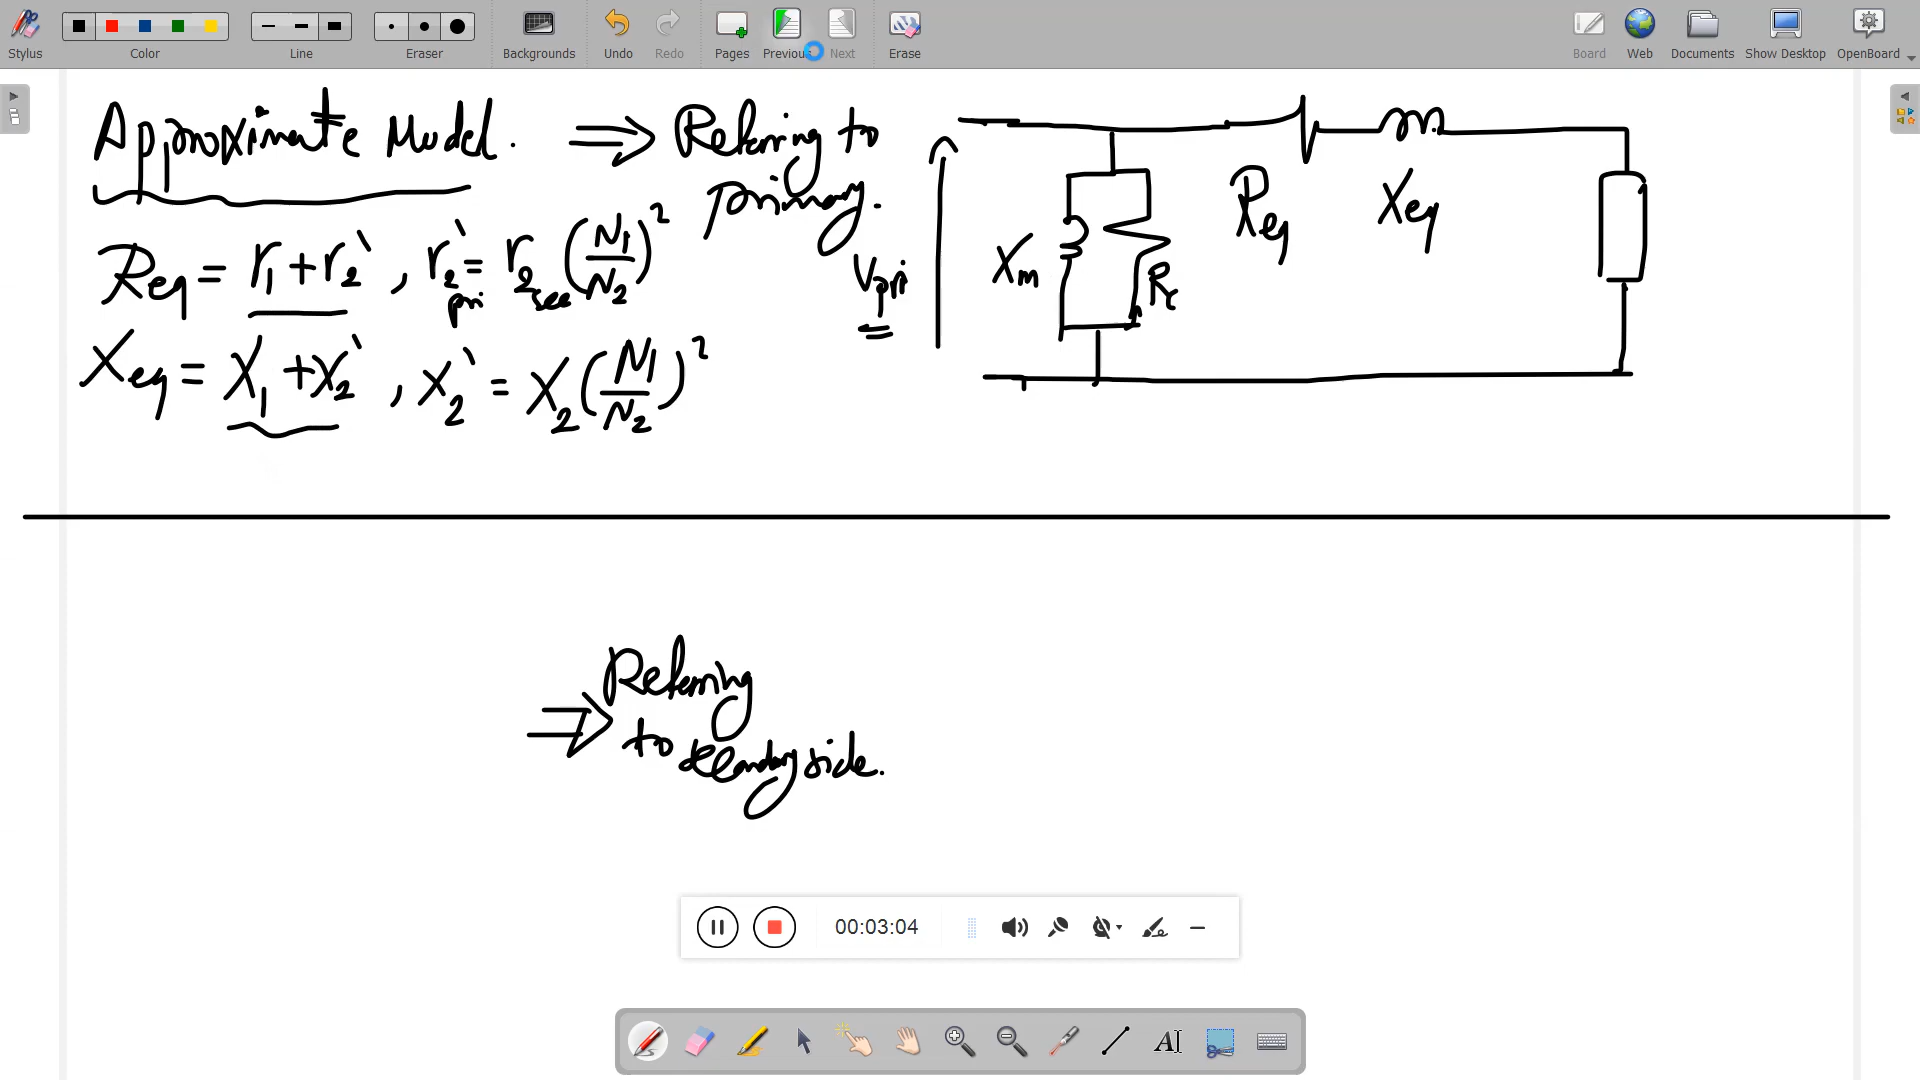 Stylus Color Line Eraser Backgrounds Undo Redo Pages Previous Next Erase Board Web Documents Show Desktop OpenBoard
Approximate Model. ⇒ Referring to
primary.
Req = r₁ + r₂', r₂' = r₂ (N₁/N₂)²
pri sec
Xeq = X₁ + X₂', X₂' = X₂ (N₁/N₂)²
Vpri
Xm
Rc
Req
Xeq
⇒ Referring
to secondary side.
00:03:04
A